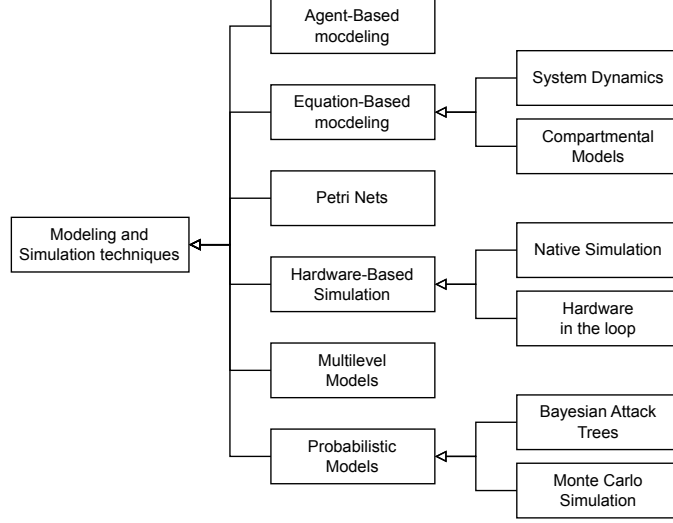 Agent-Based
mocdeling
System Dynamics
Equation-Based
mocdeling
Compartmental
Models
Petri Nets
Modeling and
Simulation techniques
Native Simulation
Hardware-Based
Simulation
Hardware
in the loop
Multilevel
Models
Bayesian Attack
Trees
Probabilistic
Models
Monte Carlo
Simulation